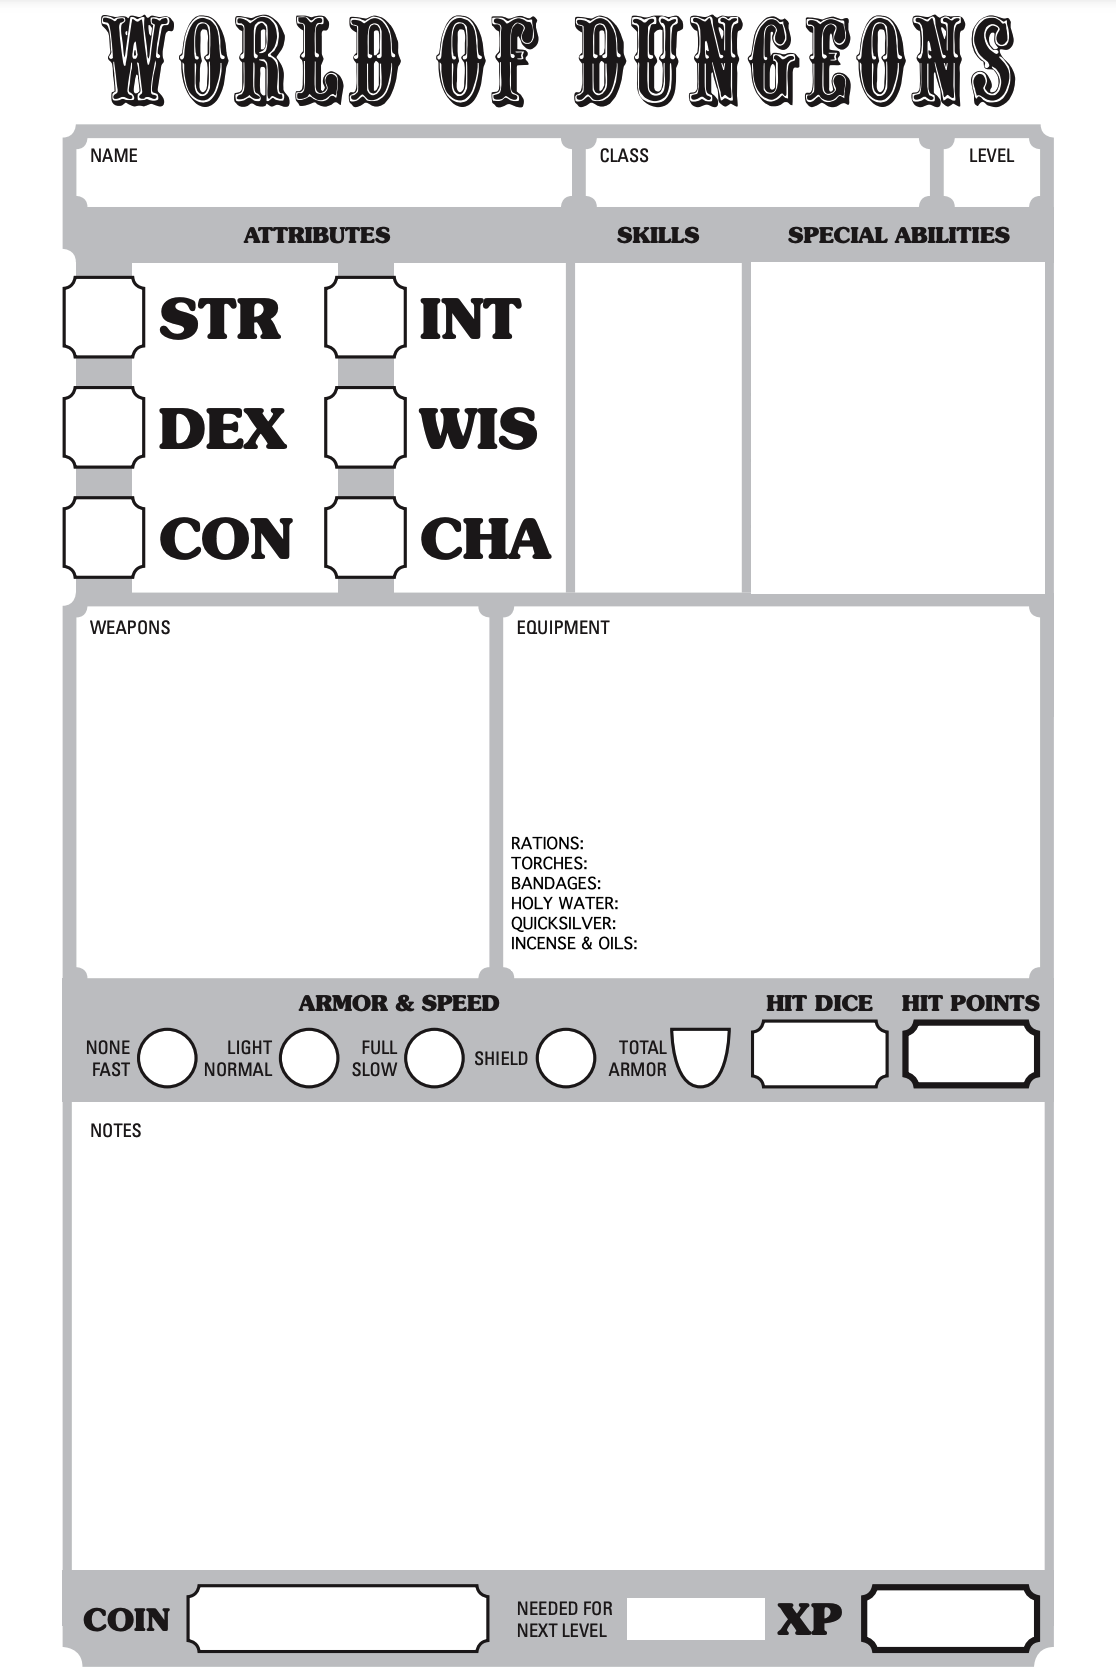 WORLD OF DUNGEONS
NAME
CLASS
LEVEL
ATTRIBUTES
SKILLS
SPECIAL ABILITIES
STR
INT
DEX
WIS
CON
CHA
WEAPONS
EQUIPMENT
RATIONS:
TORCHES:
BANDAGES:
HOLY WATER:
QUICKSILVER:
INCENSE & OILS:
ARMOR & SPEED
HIT DICE
HIT POINTS
NONE
FAST
LIGHT
NORMAL
FULL
SLOW
SHIELD
TOTAL
ARMOR
NOTES
COIN
NEEDED FOR
NEXT LEVEL
XP